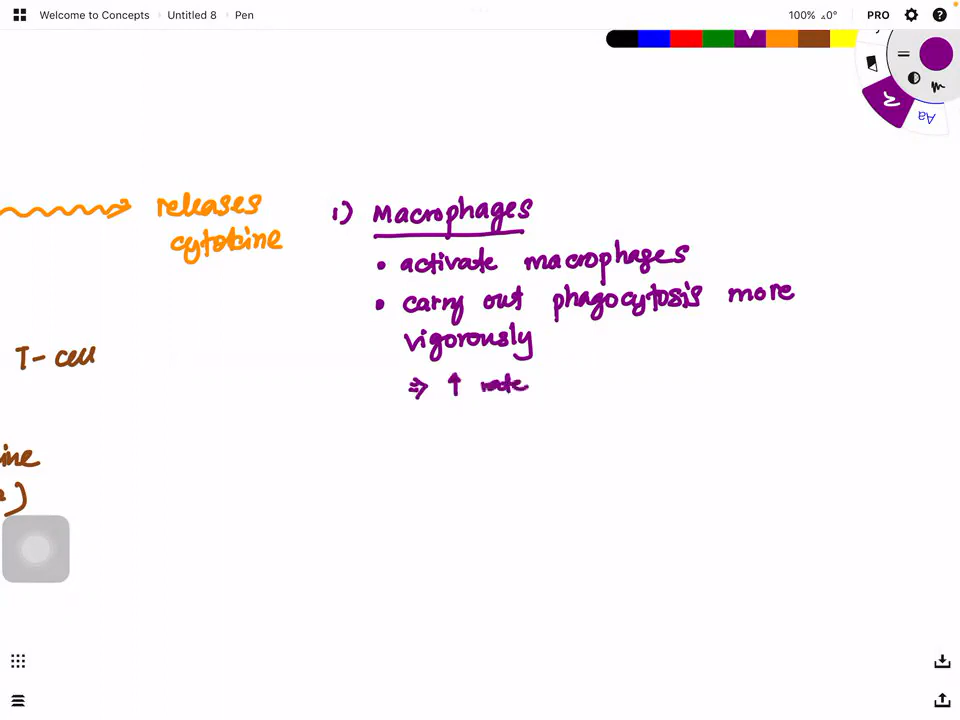 Welcome to Concepts › Untitled 8 › Pen
100% 0° PRO
Aa
releases
cytokine
1) Macrophages
• activate macrophages
• carry out phagocytosis more
vigorously
⇒ ↑ rate
T-cell
ine
)